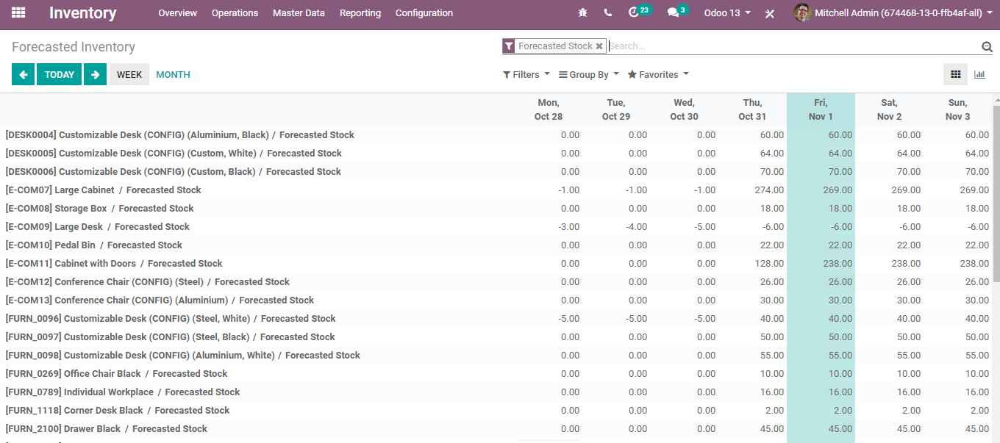 Inventory Overview Operations Master Data Reporting Configuration 23 3 Odoo 13 Mitchell Admin (674468-13-0-ffb4af-all)
Forecasted Inventory
Forecasted Stock Search...
TODAY WEEK MONTH Filters Group By Favorites
Mon, Tue, Wed, Thu, Fri, Sat, Sun,
Oct 28 Oct 29 Oct 30 Oct 31 Nov 1 Nov 2 Nov 3
[DESK0004] Customizable Desk (CONFIG) (Aluminium, Black) / Forecasted Stock 0.00 0.00 0.00 60.00 60.00 60.00 60.00
[DESK0005] Customizable Desk (CONFIG) (Custom, White) / Forecasted Stock 0.00 0.00 0.00 64.00 64.00 64.00 64.00
[DESK0006] Customizable Desk (CONFIG) (Custom, Black) / Forecasted Stock 0.00 0.00 0.00 70.00 70.00 70.00 70.00
[E-COM07] Large Cabinet / Forecasted Stock -1.00 -1.00 -1.00 274.00 269.00 269.00 269.00
[E-COM08] Storage Box / Forecasted Stock 0.00 0.00 0.00 18.00 18.00 18.00 18.00
[E-COM09] Large Desk / Forecasted Stock -3.00 -4.00 -5.00 -6.00 -6.00 -6.00 -6.00
[E-COM10] Pedal Bin / Forecasted Stock 0.00 0.00 0.00 22.00 22.00 22.00 22.00
[E-COM11] Cabinet with Doors / Forecasted Stock 0.00 0.00 0.00 128.00 238.00 238.00 238.00
[E-COM12] Conference Chair (CONFIG) (Steel) / Forecasted Stock 0.00 0.00 0.00 26.00 26.00 26.00 26.00
[E-COM13] Conference Chair (CONFIG) (Aluminium) / Forecasted Stock 0.00 0.00 0.00 30.00 30.00 30.00 30.00
[FURN_0096] Customizable Desk (CONFIG) (Steel, White) / Forecasted Stock -5.00 -5.00 -5.00 40.00 40.00 40.00 40.00
[FURN_0097] Customizable Desk (CONFIG) (Steel, Black) / Forecasted Stock 0.00 0.00 0.00 50.00 50.00 50.00 50.00
[FURN_0098] Customizable Desk (CONFIG) (Aluminium, White) / Forecasted Stock 0.00 0.00 0.00 55.00 55.00 55.00 55.00
[FURN_0269] Office Chair Black / Forecasted Stock 0.00 0.00 0.00 10.00 10.00 10.00 10.00
[FURN_0789] Individual Workplace / Forecasted Stock 0.00 0.00 0.00 16.00 16.00 16.00 16.00
[FURN_1118] Corner Desk Black / Forecasted Stock 0.00 0.00 0.00 2.00 2.00 2.00 2.00
[FURN_2100] Drawer Black / Forecasted Stock 0.00 0.00 0.00 45.00 45.00 45.00 45.00